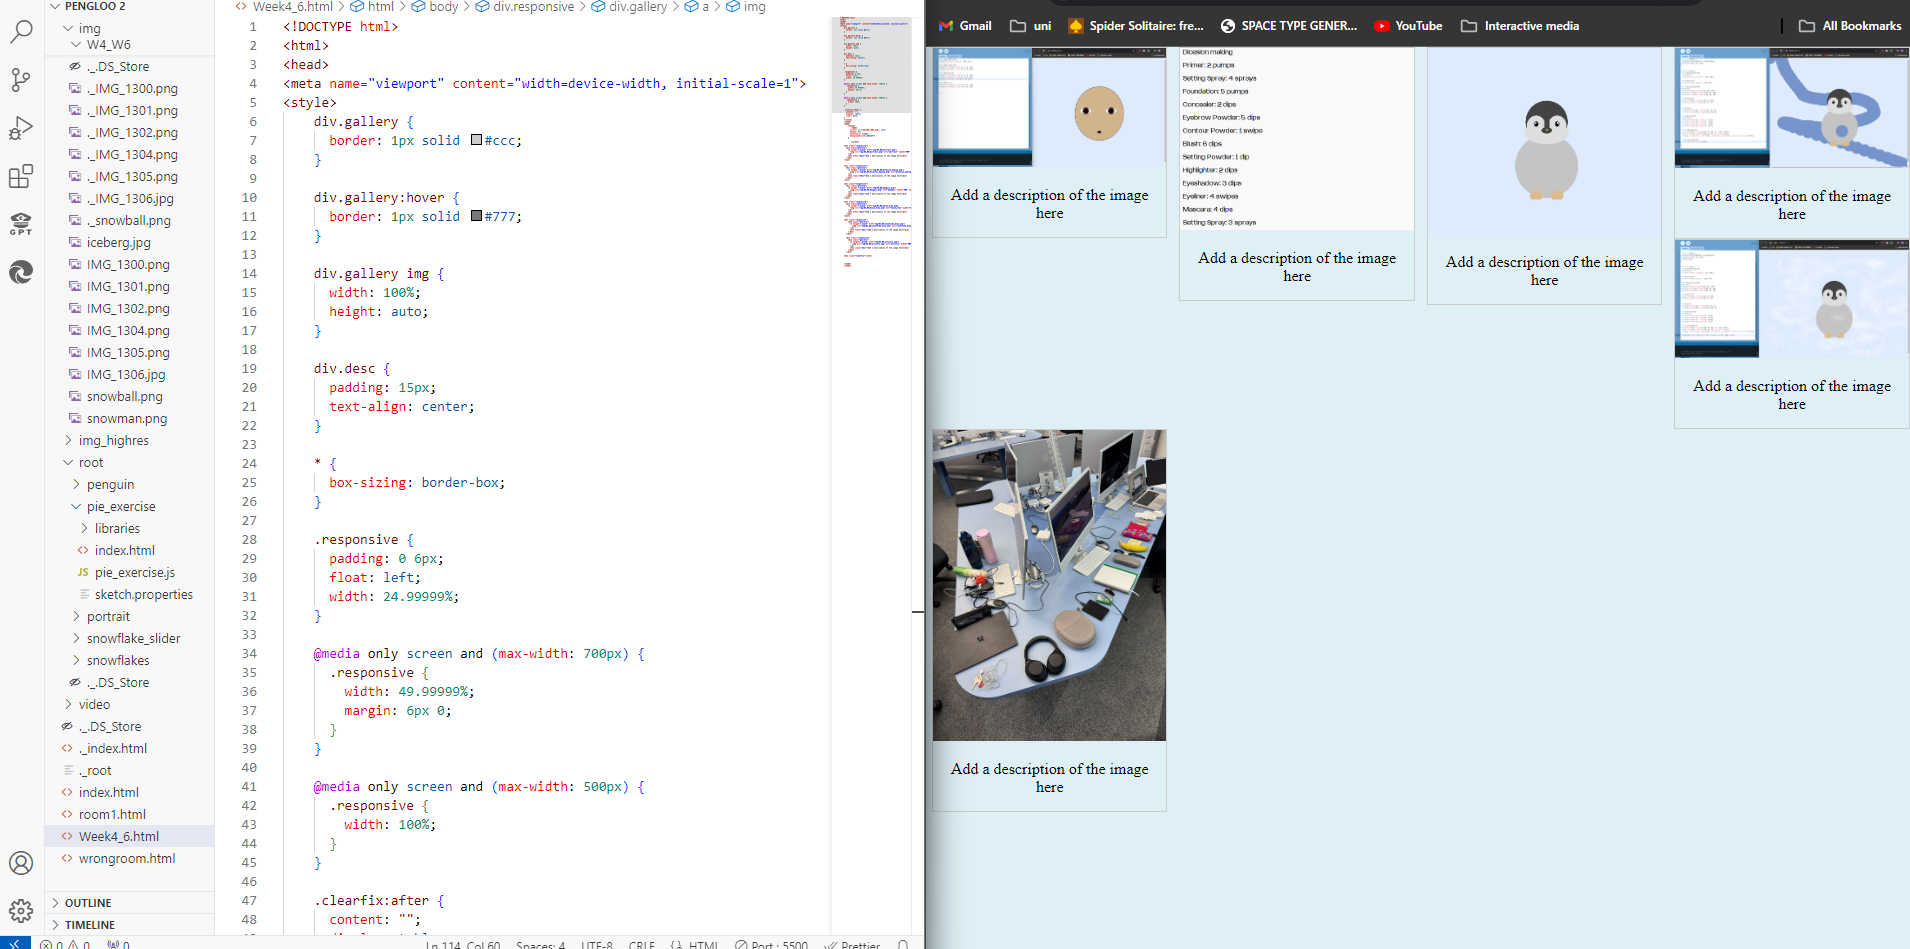 PENGLOO 2
img
W4_W6
._.DS_Store
._IMG_1300.png
._IMG_1301.png
._IMG_1302.png
._IMG_1304.png
._IMG_1305.png
._IMG_1306.jpg
._snowball.png
iceberg.jpg
IMG_1300.png
IMG_1301.png
IMG_1302.png
IMG_1304.png
IMG_1305.png
IMG_1306.jpg
snowball.png
snowman.png
img_highres
root
penguin
pie_exercise
libraries
index.html
JS pie_exercise.js
sketch.properties
portrait
snowflake_slider
snowflakes
._.DS_Store
video
._.DS_Store
._index.html
._root
index.html
room1.html
Week4_6.html
wrongroom.html
OUTLINE
TIMELINE
GPT
Week4_6.html > html > body > div.responsive > div.gallery > a > img
1 <!DOCTYPE html>
2 <html>
3 <head>
4 <meta name="viewport" content="width=device-width, initial-scale=1">
5 <style>
6 div.gallery {
7 border: 1px solid #ccc;
8 }
9
10 div.gallery:hover {
11 border: 1px solid #777;
12 }
13
14 div.gallery img {
15 width: 100%;
16 height: auto;
17 }
18
19 div.desc {
20 padding: 15px;
21 text-align: center;
22 }
23
24 * {
25 box-sizing: border-box;
26 }
27
28 .responsive {
29 padding: 0 6px;
30 float: left;
31 width: 24.99999%;
32 }
33
34 @media only screen and (max-width: 700px) {
35 .responsive {
36 width: 49.99999%;
37 margin: 6px 0;
38 }
39 }
40
41 @media only screen and (max-width: 500px) {
42 .responsive {
43 width: 100%;
44 }
45 }
46
47 .clearfix:after {
48 content: "";
0 0 0 Ln 114, Col 60 Spaces: 4 UTF-8 CRLF {} HTML Port : 5500 Prettier
Gmail uni Spider Solitaire: fre... SPACE TYPE GENER... YouTube Interactive media All Bookmarks
Add a description of the image
here
Dicesion making
Primer: 2 pumps
Setting Spray: 4 sprays
Foundation: 5 pumps
Concealer: 2 dips
Eyebrow Powder: 5 dips
Contour Powder: 1 swipe
Blush: 6 dips
Setting Powder: 1 dip
Highlighter: 2 dips
Eyeshadow: 3 dips
Eyeliner: 4 swipes
Mascara: 4 dips
Setting Spray: 3 sprays
Add a description of the image
here
Add a description of the image
here
Add a description of the image
here
Add a description of the image
here
Add a description of the image
here